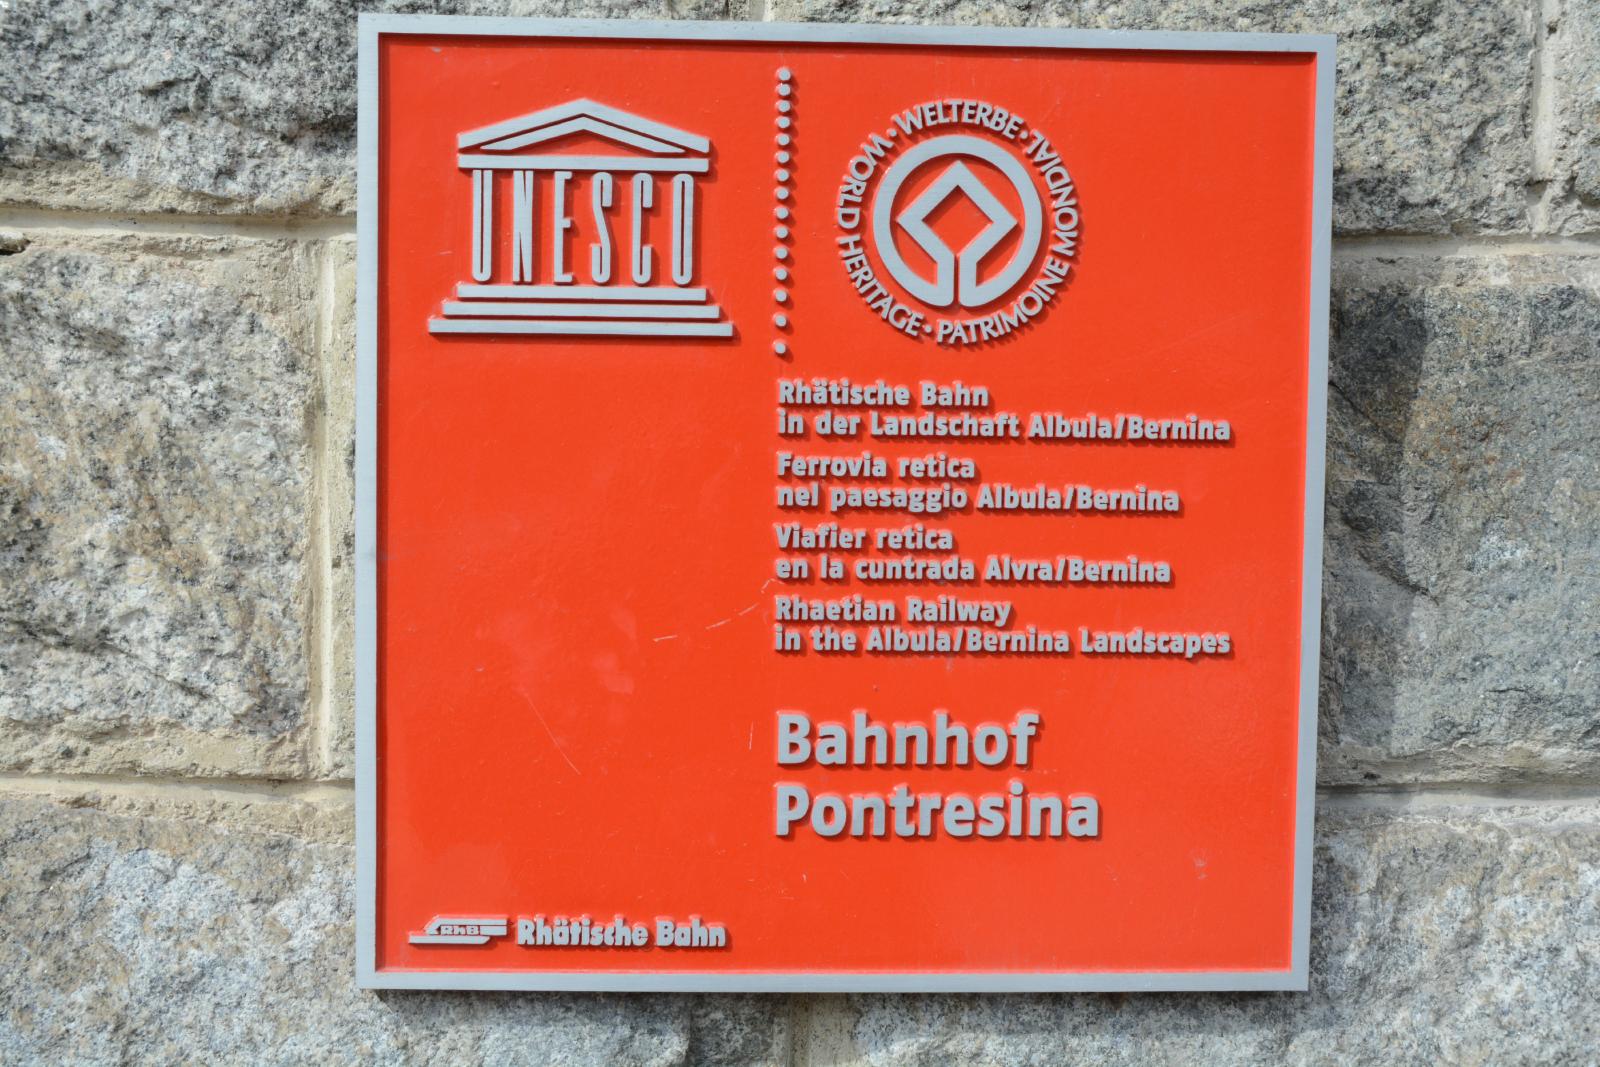 UNESCO
WORLD HERITAGE • WELTERBE • PATRIMOINE MONDIAL •
Rhätische Bahn
in der Landschaft Albula/Bernina
Ferrovia retica
nel paesaggio Albula/Bernina
Viafier retica
en la cuntrada Alvra/Bernina
Rhaetian Railway
in the Albula/Bernina Landscapes
Bahnhof
Pontresina
RhB Rhätische Bahn